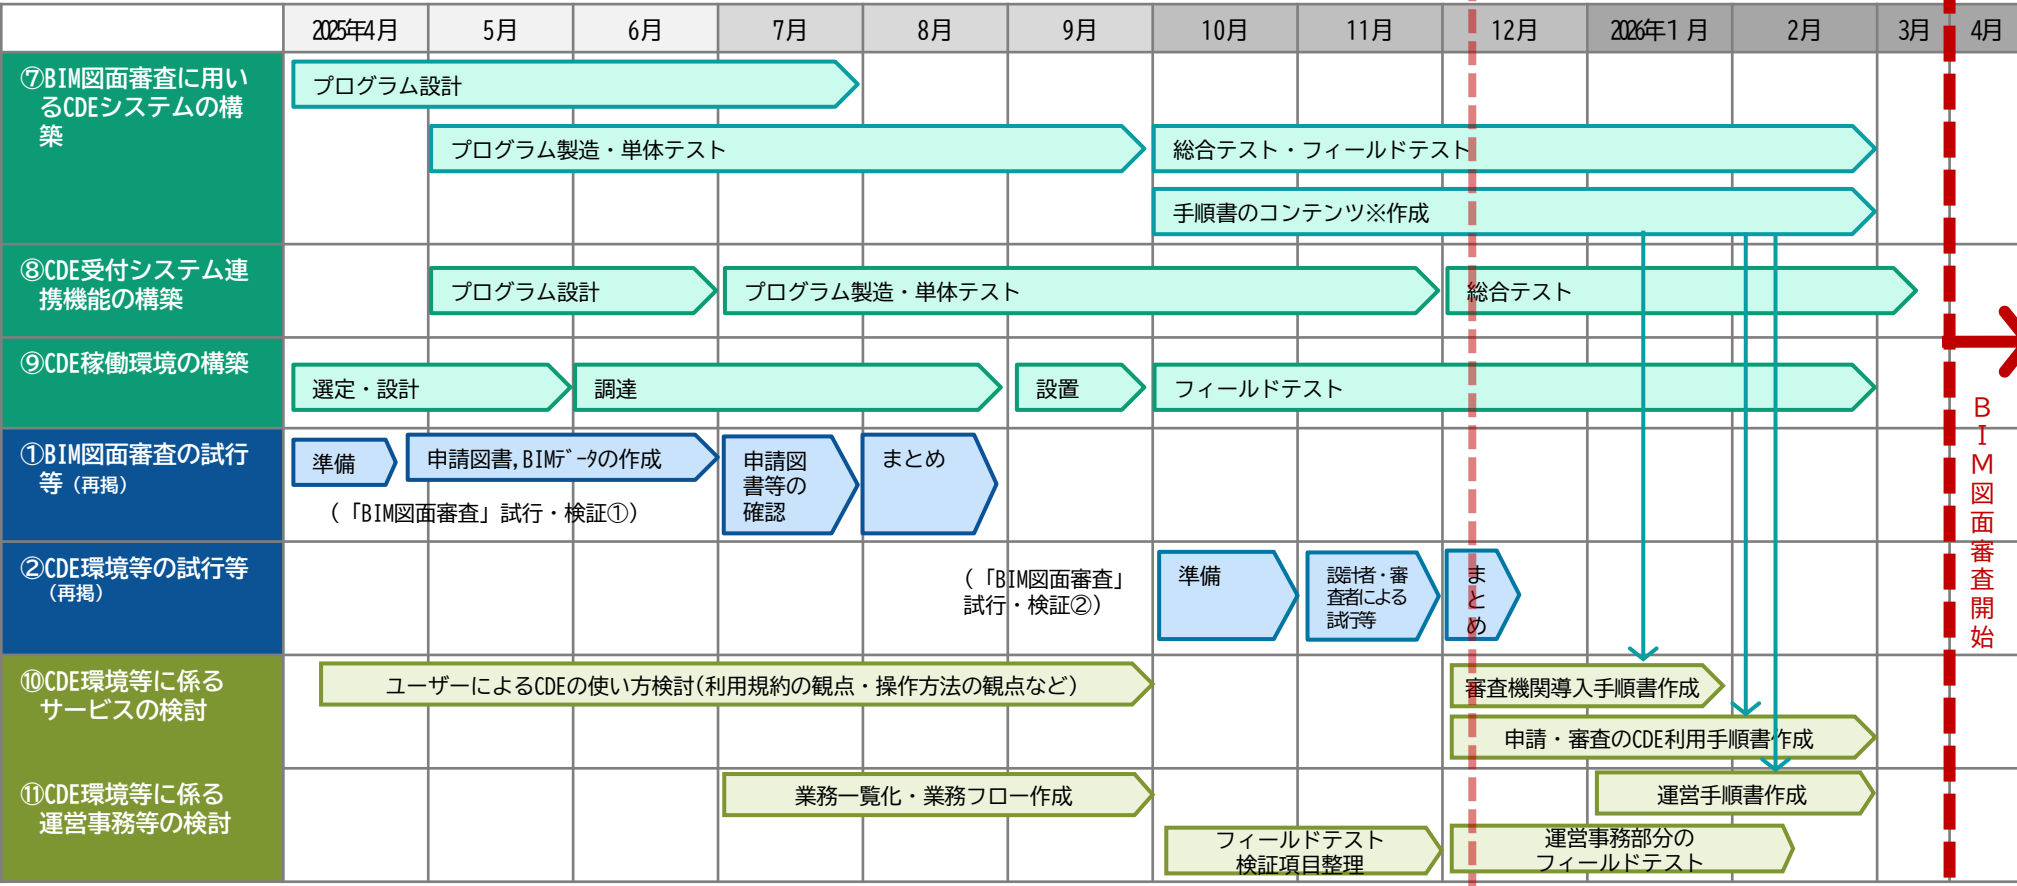 2025年4月 5月 6月 7月 8月 9月 10月 11月 12月 2026年1月 2月 3月 4月
⑦BIM図面審査に用い
るCDEシステムの構
築
プログラム設計
プログラム製造・単体テスト
総合テスト・フィールドテスト
手順書のコンテンツ※作成
⑧CDE受付システム連
携機能の構築
プログラム設計
プログラム製造・単体テスト
総合テスト
⑨CDE稼働環境の構築
選定・設計
調達
設置
フィールドテスト
①BIM図面審査の試行
等（再掲）
準備
申請図書,BIMデータの作成
申請図
書等の
確認
まとめ
（「BIM図面審査」試行・検証①）
②CDE環境等の試行等
（再掲）
（「BIM図面審査」
試行・検証②）
準備
設計者・審
査者による
試行等
まとめ
⑩CDE環境等に係る
サービスの検討
ユーザーによるCDEの使い方検討(利用規約の観点・操作方法の観点など)
審査機関導入手順書作成
申請・審査のCDE利用手順書作成
⑪CDE環境等に係る
運営事務等の検討
業務一覧化・業務フロー作成
運営手順書作成
フィールドテスト
検証項目整理
運営事務部分の
フィールドテスト
BIM図面審査開始